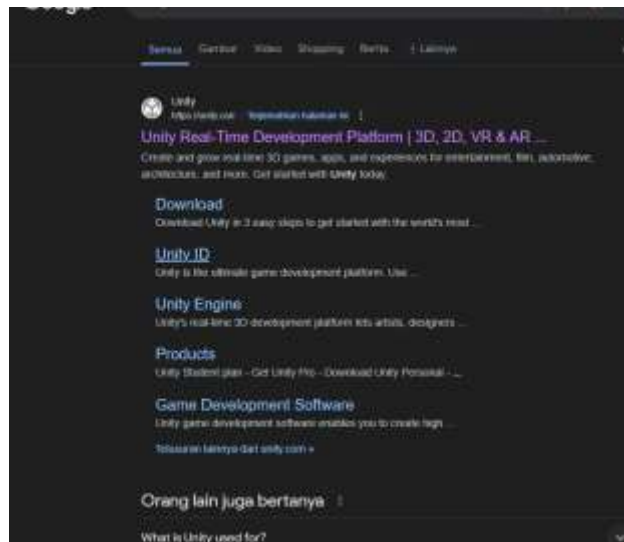 Google
Semua Gambar Video Shopping Berita Lainnya
Unity
https://unity.com Terjemahkan halaman ini
Unity Real-Time Development Platform | 3D, 2D, VR & AR ...
Create and grow real-time 3D games, apps, and experiences for entertainment, film, automotive,
architecture, and more. Get started with Unity today.
Download
Download Unity in 3 easy steps to get started with the world's most ...
Unity ID
Unity is the ultimate game development platform. Use ...
Unity Engine
Unity's real-time 3D development platform lets artists, designers ...
Products
Unity Student plan - Get Unity Pro - Download Unity Personal - ...
Game Development Software
Unity game development software enables you to create high ...
Telusuran lainnya dari unity.com »
Orang lain juga bertanya
What is Unity used for?